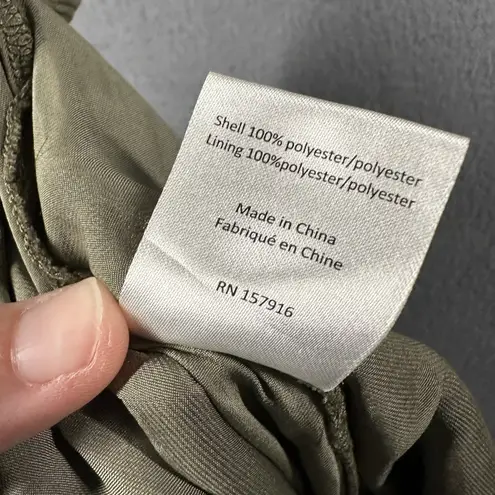 Shell 100% polyester/polyester
Lining 100%polyester/polyester
Made in China
Fabriqué en Chine
RN 157916